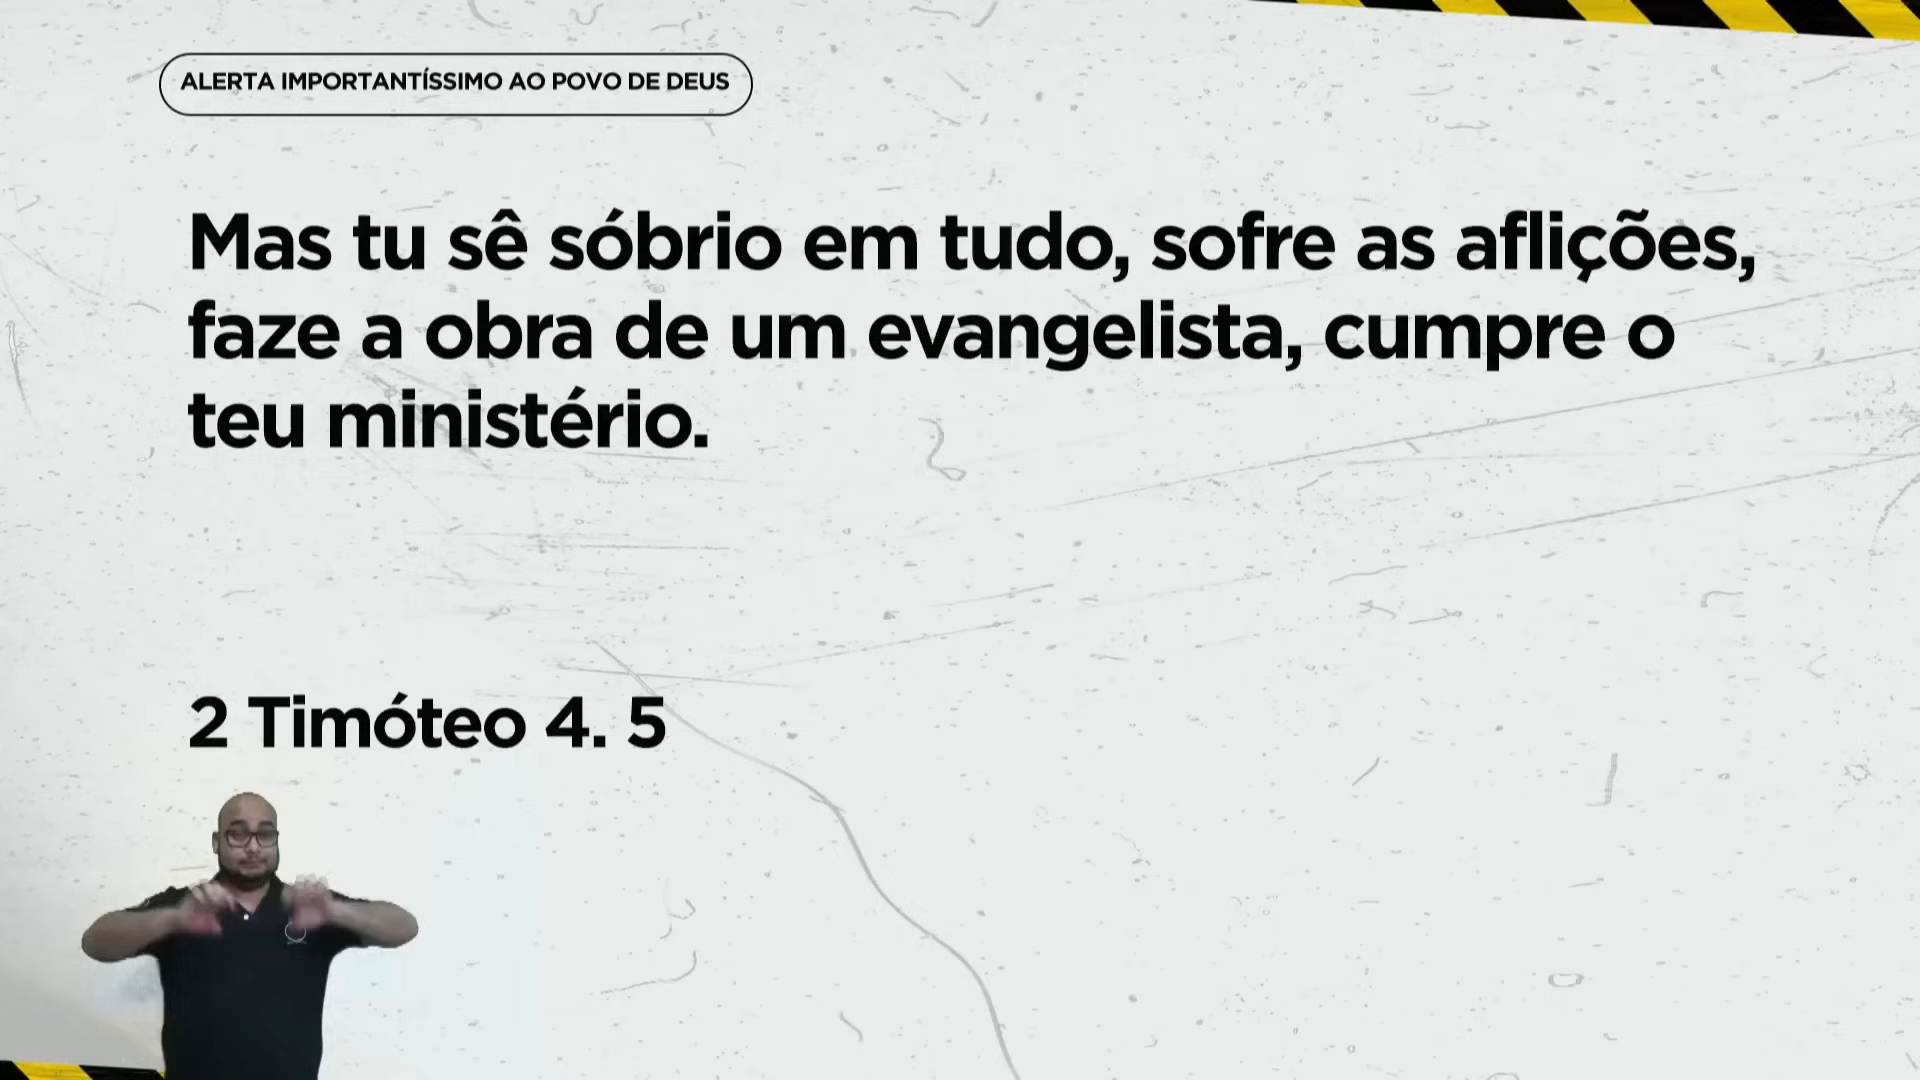 ALERTA IMPORTANTÍSSIMO AO POVO DE DEUS
Mas tu sê sóbrio em tudo, sofre as aflições,
faze a obra de um evangelista, cumpre o
teu ministério.
2 Timóteo 4. 5